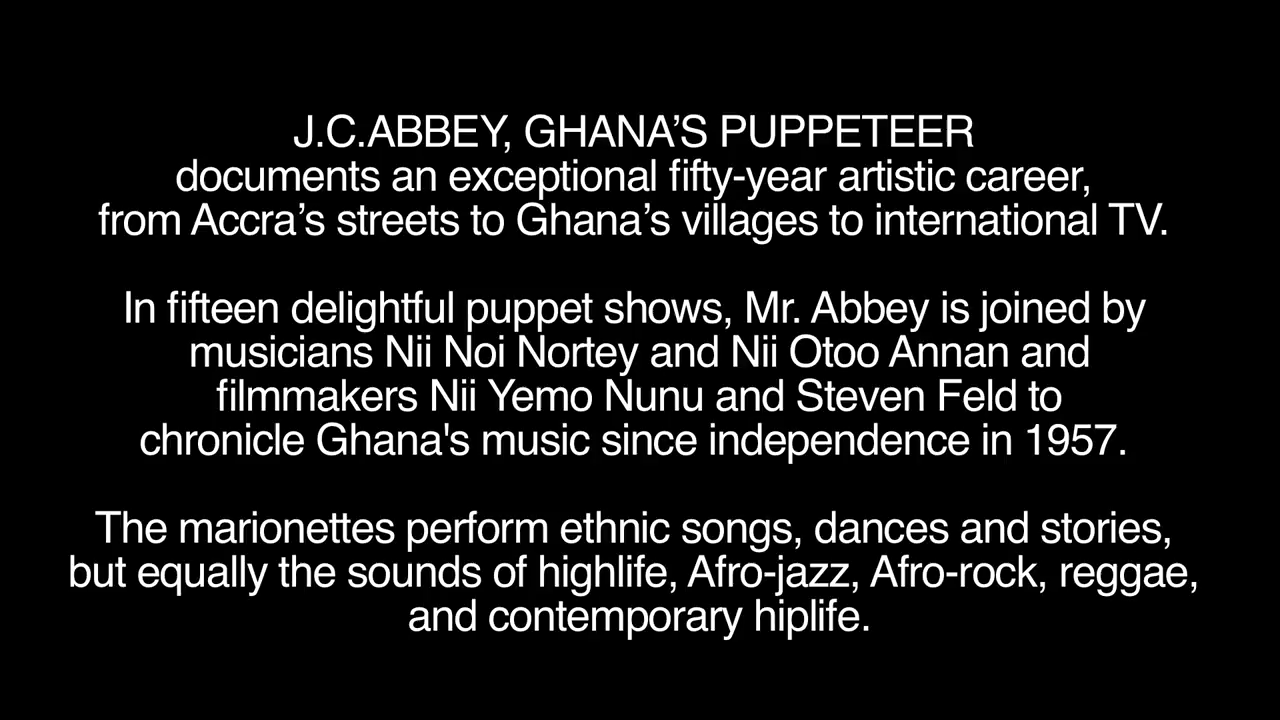 J.C.ABBEY, GHANA’S PUPPETEER
documents an exceptional fifty-year artistic career,
from Accra’s streets to Ghana’s villages to international TV.
In fifteen delightful puppet shows, Mr. Abbey is joined by
musicians Nii Noi Nortey and Nii Otoo Annan and
filmmakers Nii Yemo Nunu and Steven Feld to
chronicle Ghana's music since independence in 1957.
The marionettes perform ethnic songs, dances and stories,
but equally the sounds of highlife, Afro-jazz, Afro-rock, reggae,
and contemporary hiplife.